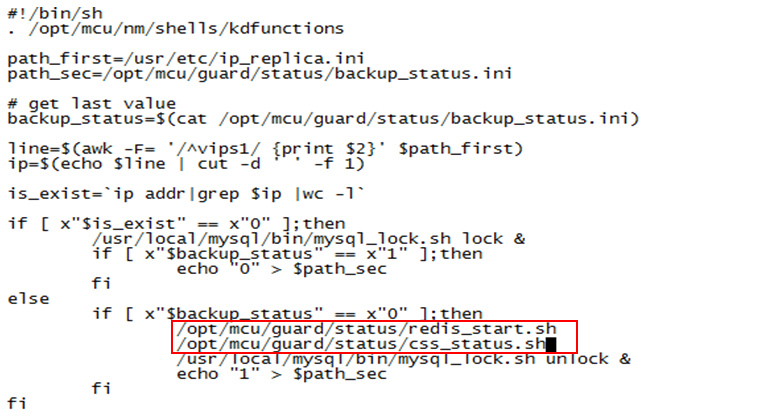 #!/bin/sh
. /opt/mcu/nm/shells/kdfunctions
path_first=/usr/etc/ip_replica.ini
path_sec=/opt/mcu/guard/status/backup_status.ini
# get last value
backup_status=$(cat /opt/mcu/guard/status/backup_status.ini)
line=$(awk -F= '/^vips1/ {print $2}' $path_first)
ip=$(echo $line | cut -d ' ' -f 1)
is_exist=`ip addr|grep $ip |wc -l`
if [ x"$is_exist" == x"0" ];then
        /usr/local/mysql/bin/mysql_lock.sh lock &
        if [ x"$backup_status" == x"1" ];then
                echo "0" > $path_sec
        fi
else
        if [ x"$backup_status" == x"0" ];then
                /opt/mcu/guard/status/redis_start.sh
                /opt/mcu/guard/status/css_status.sh
                /usr/local/mysql/bin/mysql_lock.sh unlock &
                echo "1" > $path_sec
        fi
fi